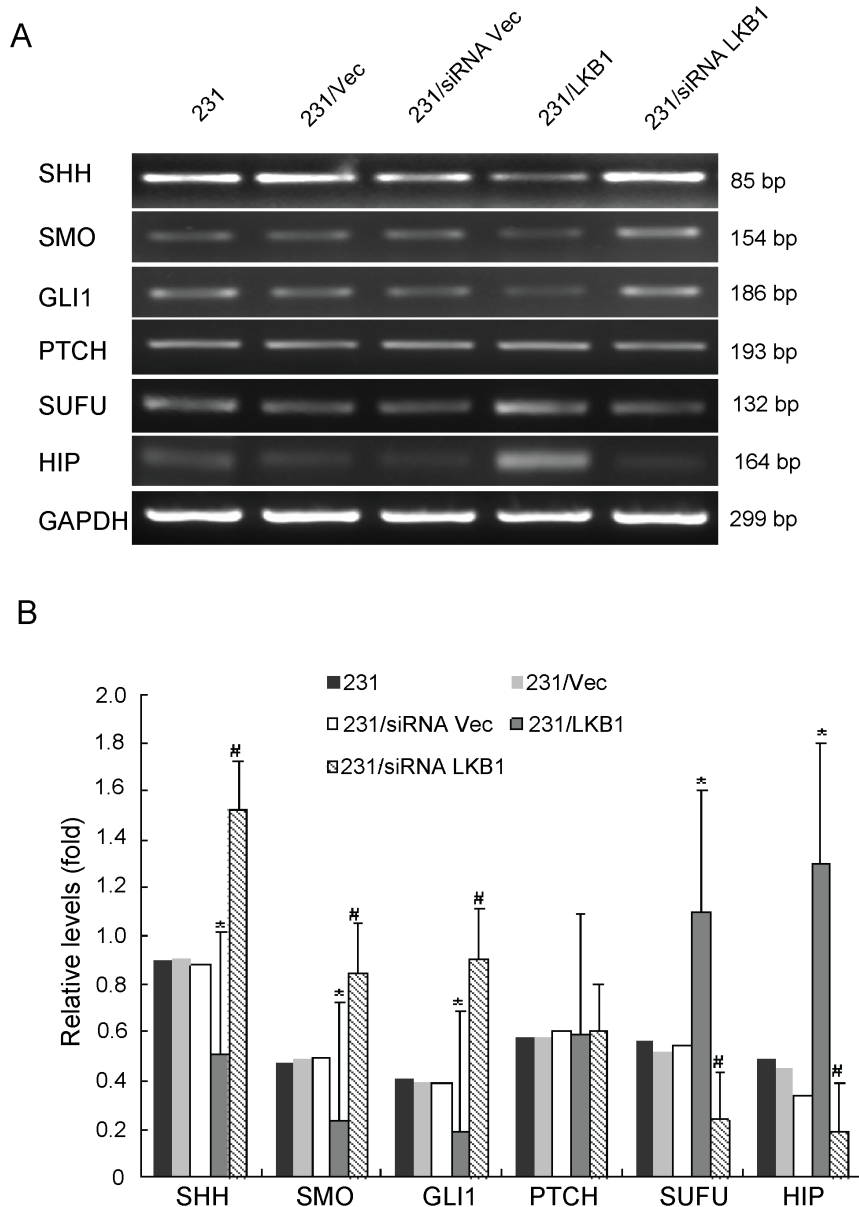 A
231
231/Vec
231/siRNA Vec
231/LKB1
231/siRNA LKB1
SHH
85 bp
SMO
154 bp
GLI1
186 bp
PTCH
193 bp
SUFU
132 bp
HIP
164 bp
GAPDH
299 bp
B
231
231/Vec
231/siRNA Vec
231/LKB1
231/siRNA LKB1
Relative levels (fold)
2.0
1.8
1.6
1.4
1.2
1.0
0.8
0.6
0.4
0.2
0
* #
* #
* #
* #
* #
SHH SMO GLI1 PTCH SUFU HIP